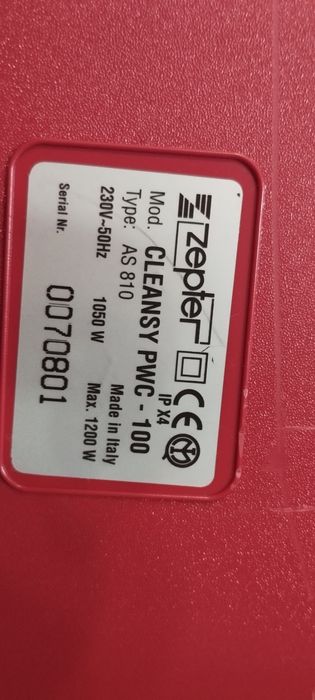 zepter CE
IP X4
Mod. CLEANSY PWC - 100
Type: AS 810 Made in Italy
230V~50Hz 1050 W Max. 1200 W
Serial Nr. 0070801